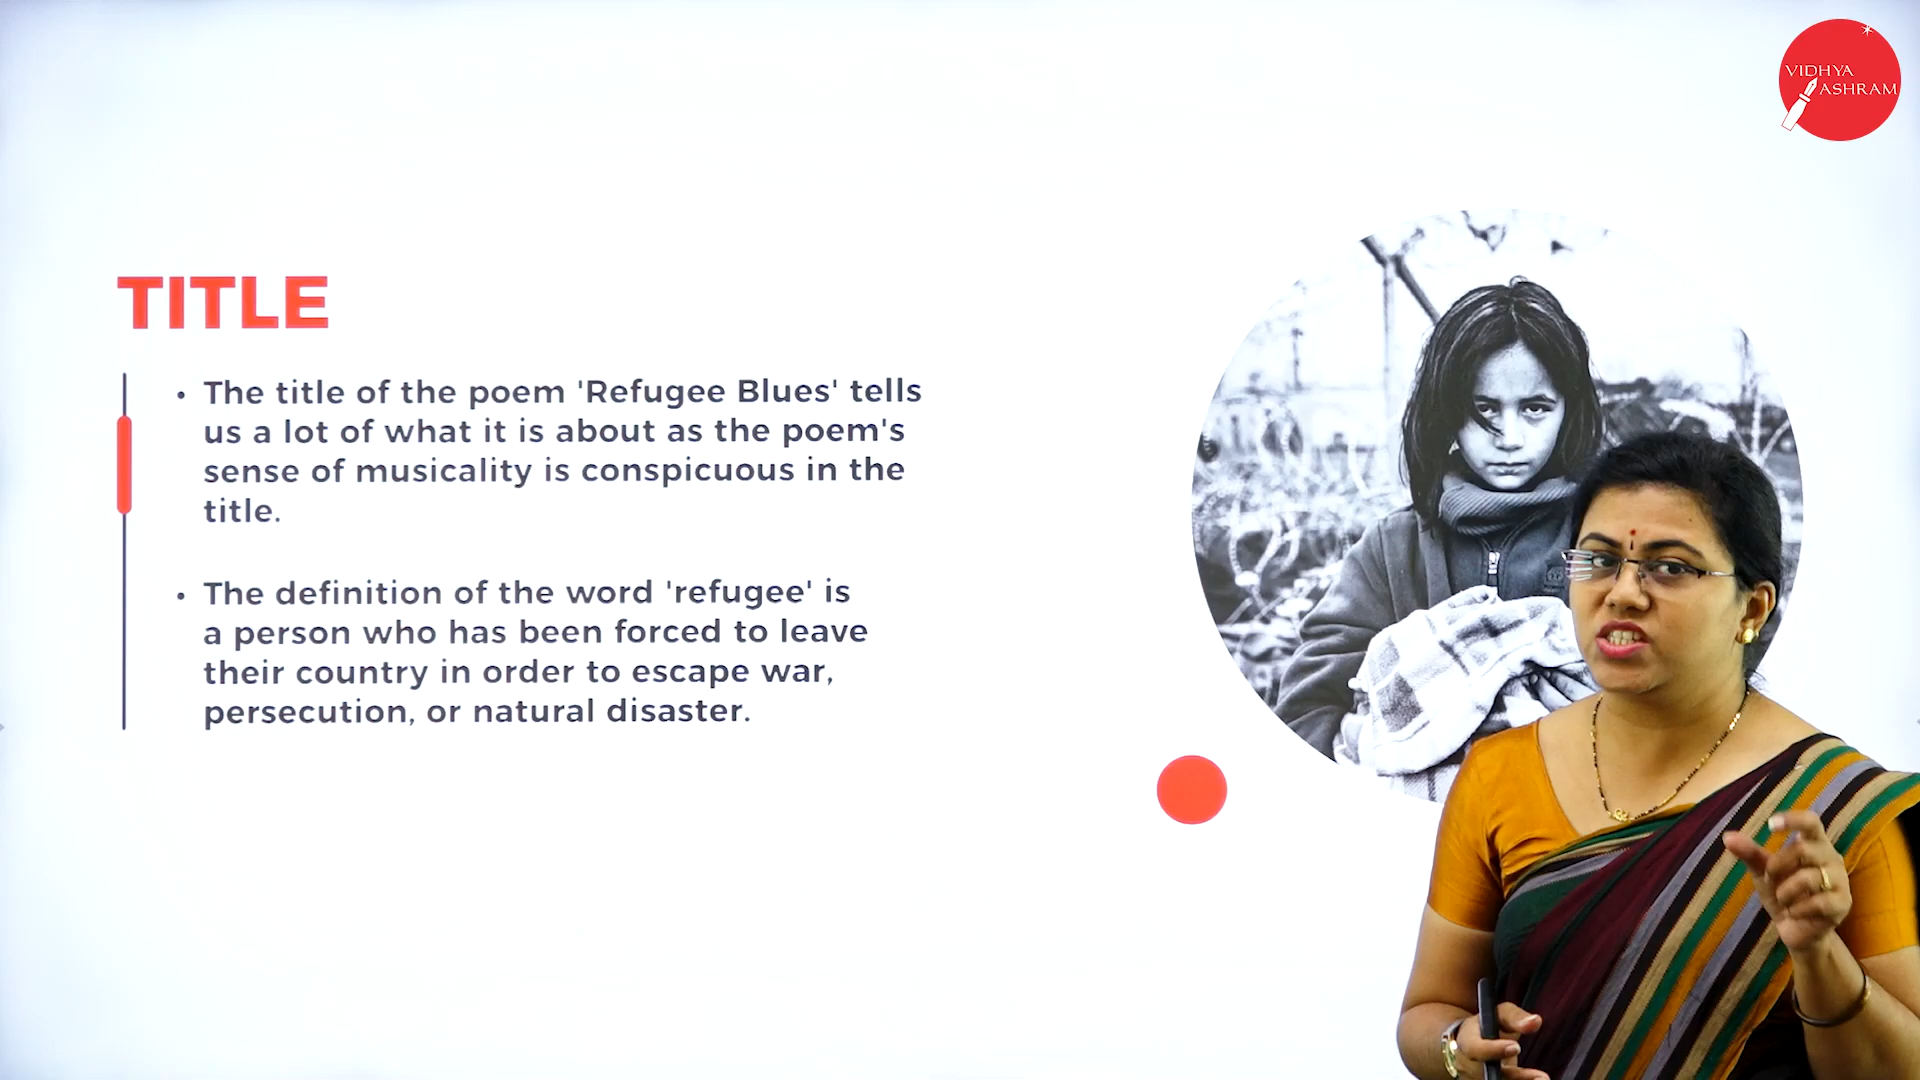 VIDHYA
ASHRAM
TITLE
• The title of the poem 'Refugee Blues' tells
us a lot of what it is about as the poem's
sense of musicality is conspicuous in the
title.
• The definition of the word 'refugee' is
a person who has been forced to leave
their country in order to escape war,
persecution, or natural disaster.